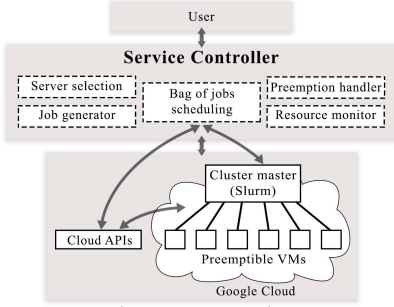 User
Service Controller
Server selection
Bag of jobs
scheduling
Preemption handler
Job generator
Resource monitor
Cluster master
(Slurm)
Cloud APIs
Preemptible VMs
Google Cloud